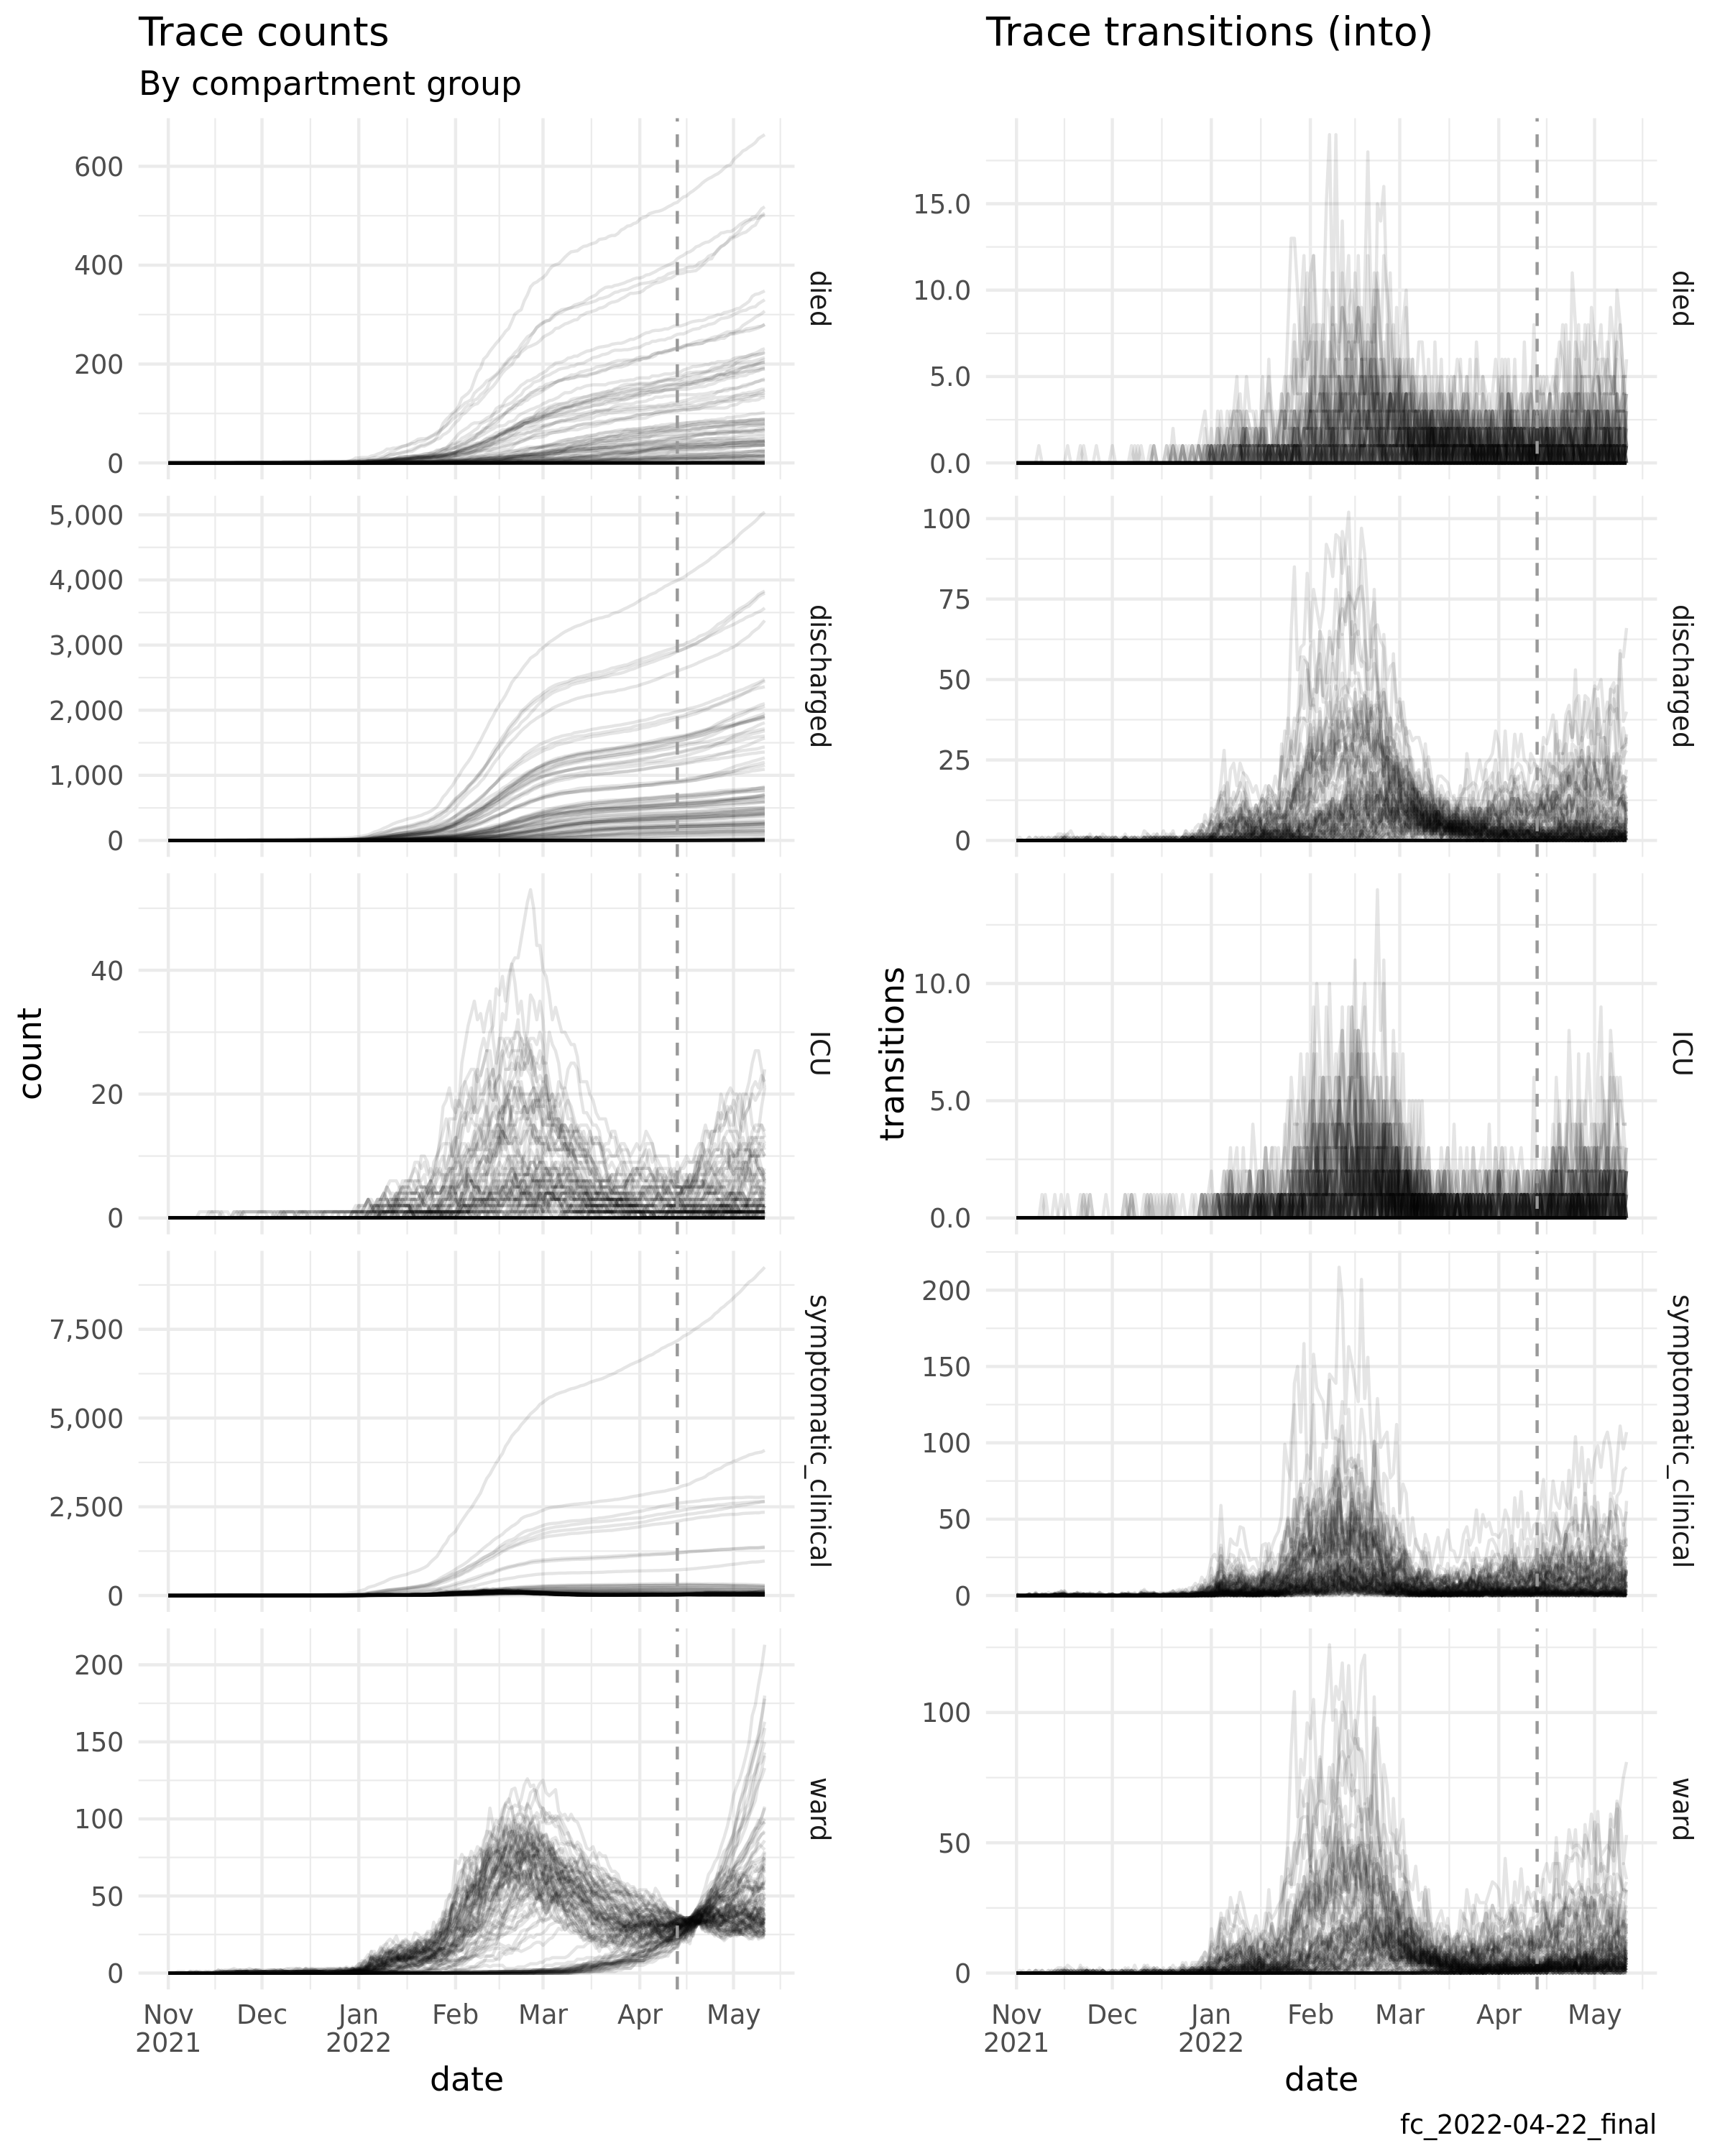 Trace counts
By compartment group
600
400
200
0
died
5,000
4,000
3,000
2,000
1,000
0
discharged
count
40
20
0
ICU
7,500
5,000
2,500
0
symptomatic_clinical
200
150
100
50
0
ward
Nov Dec Jan Feb Mar April May
2021 2022
date
Trace transitions (into)
15.0
10.0
5.0
0.0
died
100
75
50
25
0
discharged
transitions
10.0
5.0
0.0
ICU
200
150
100
50
0
symptomatic_clinical
100
50
0
ward
Nov Dec Jan Feb Mar Apr May
2021 2022
date
fc_2022-04-22_final